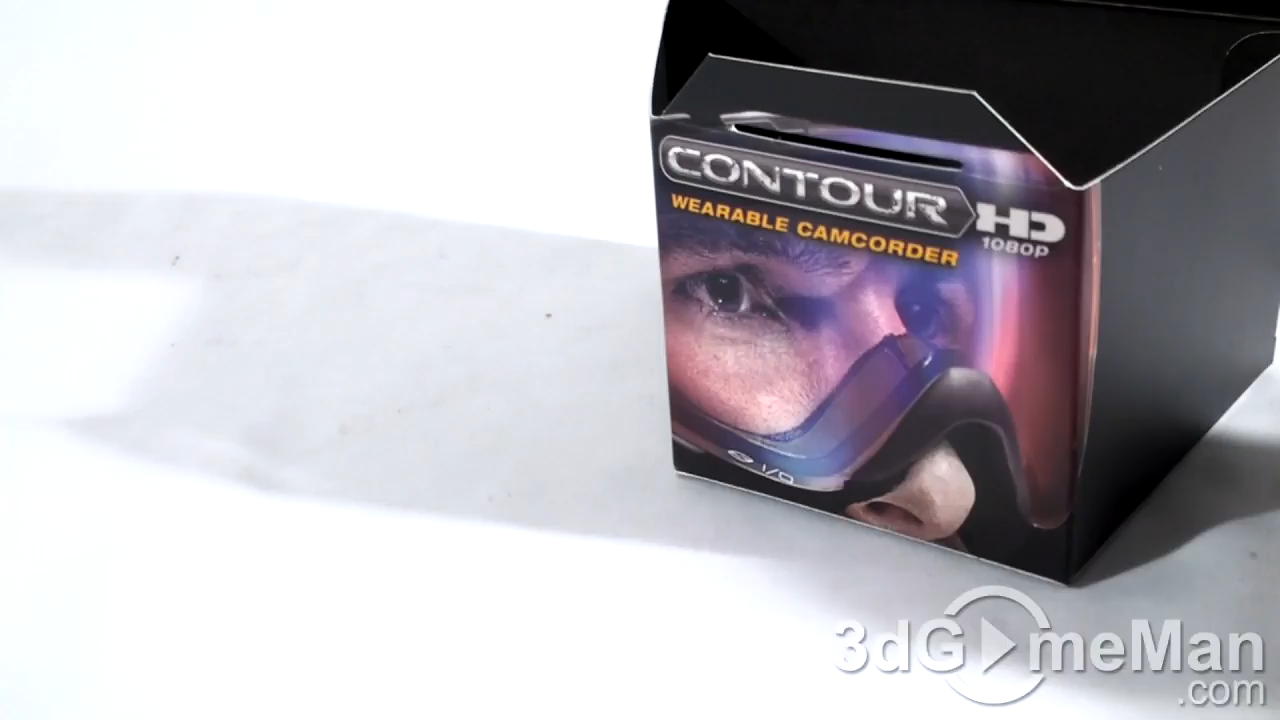 CONTOUR
HD
WEARABLE CAMCORDER
1080P
3dGameMan
.com